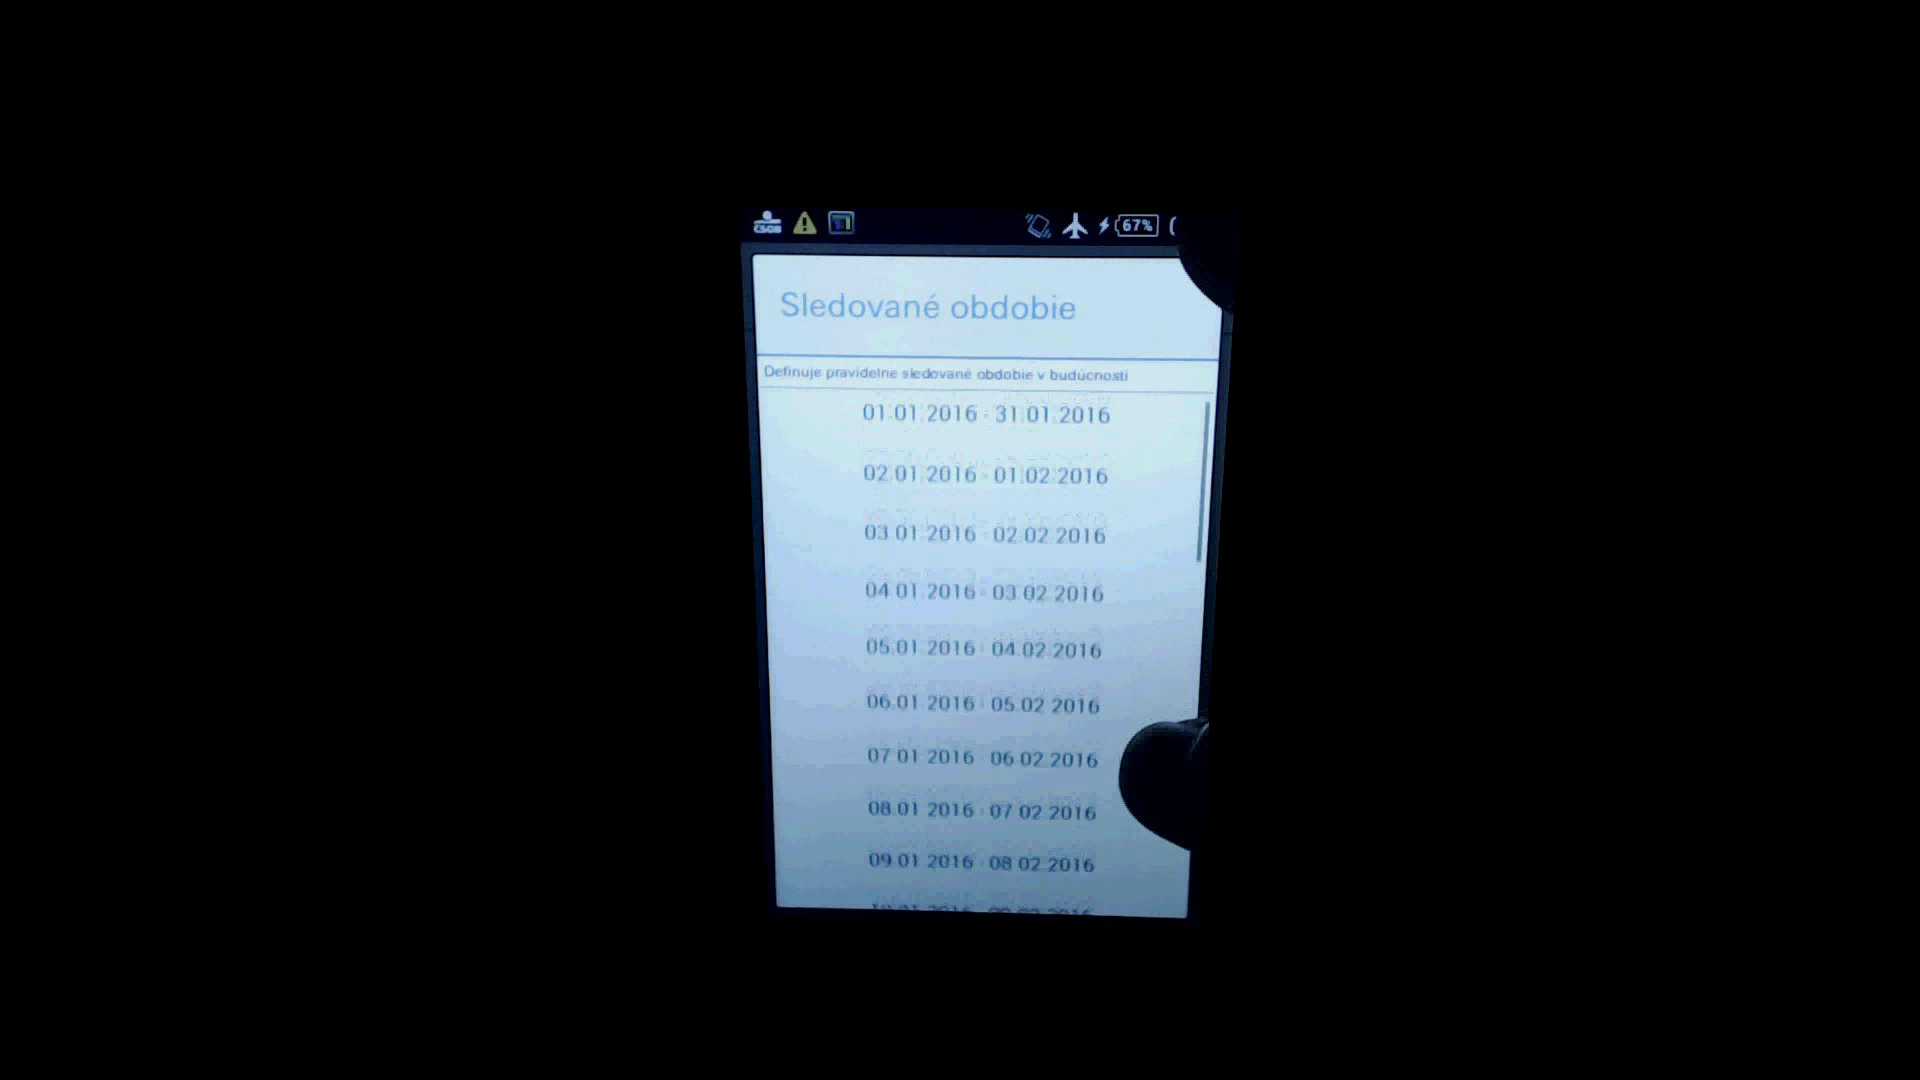 ČSOB 67%
Sledované obdobie
Definuje pravidelne sledované obdobie v budúcnosti
01.01.2016 - 31.01.2016
02.01.2016 - 01.02.2016
03.01.2016 - 02.02.2016
04.01.2016 - 03.02.2016
05.01.2016 - 04.02.2016
06.01.2016 - 05.02.2016
07.01.2016 - 06.02.2016
08.01.2016 - 07.02.2016
09.01.2016 - 08.02.2016